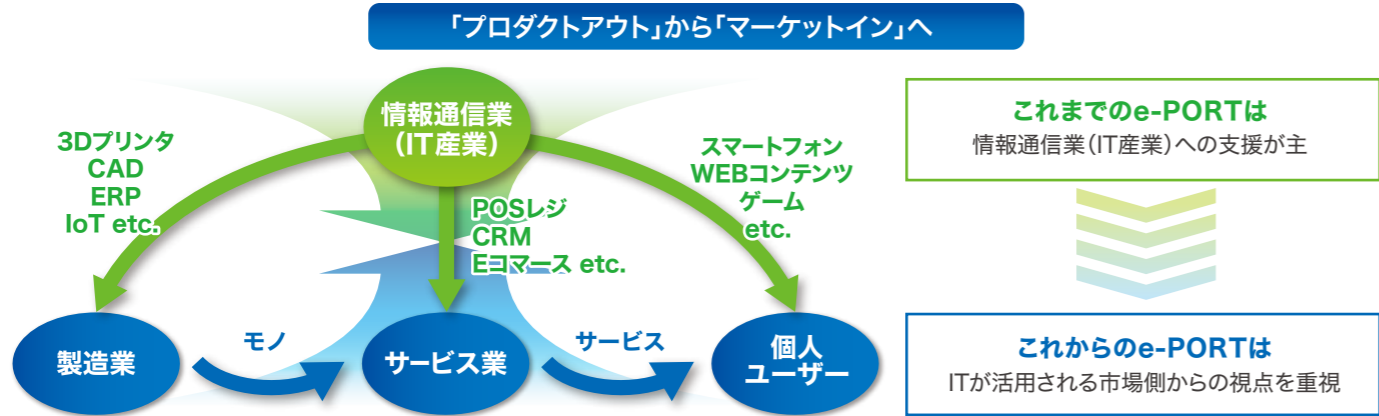 「プロダクトアウト」から「マーケットイン」へ
情報通信業
（IT産業）
3Dプリンタ
CAD
ERP
IoT etc.
POSレジ
CRM
Eコマース etc.
スマートフォン
WEBコンテンツ
ゲーム
etc.
製造業
モノ
サービス業
サービス
個人
ユーザー
これまでのe-PORTは
情報通信業（IT産業）への支援が主
これからのe-PORTは
ITが活用される市場側からの視点を重視